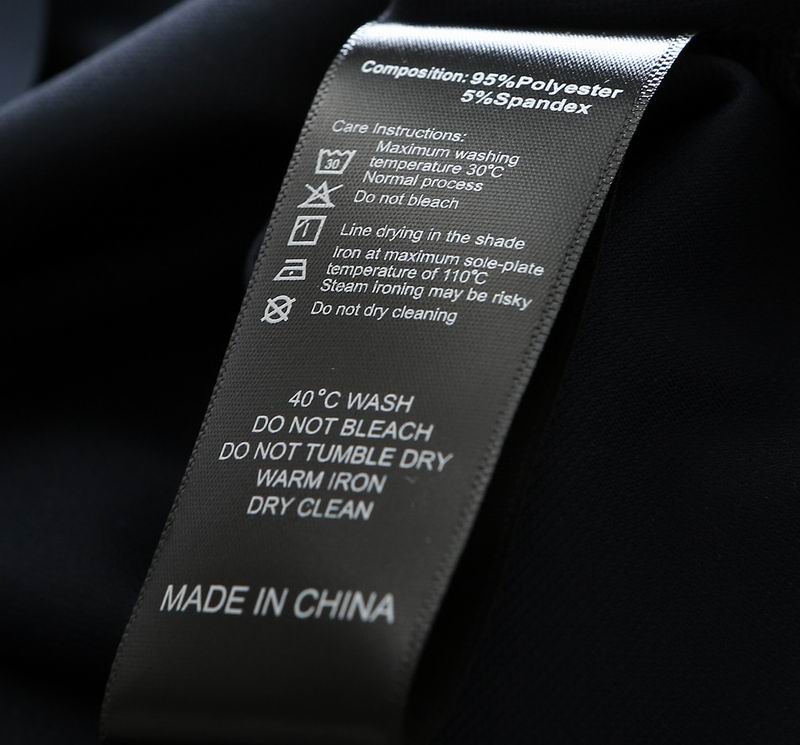 Composition: 95%Polyester
5%Spandex
Care Instructions:
30
Maximum washing
temperature 30°C
Normal process
Do not bleach
Line drying in the shade
Iron at maximum sole-plate
temperature of 110°C
Steam ironing may be risky
Do not dry cleaning
40°C WASH
DO NOT BLEACH
DO NOT TUMBLE DRY
WARM IRON
DRY CLEAN
MADE IN CHINA